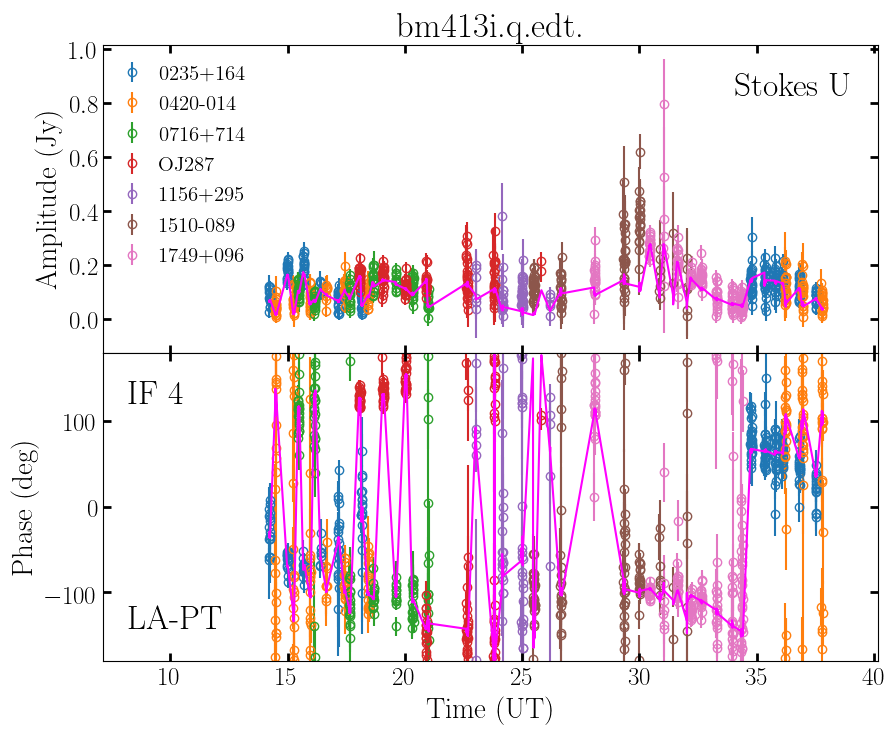 bm413i.q.edt.
Stokes U
0235+164
0420-014
0716+714
OJ287
1156+295
1510-089
1749+096
Amplitude (Jy)
1.0
0.8
0.6
0.4
0.2
0.0
IF 4
LA-PT
Phase (deg)
100
0
−100
10 15 20 25 30 35 40
Time (UT)